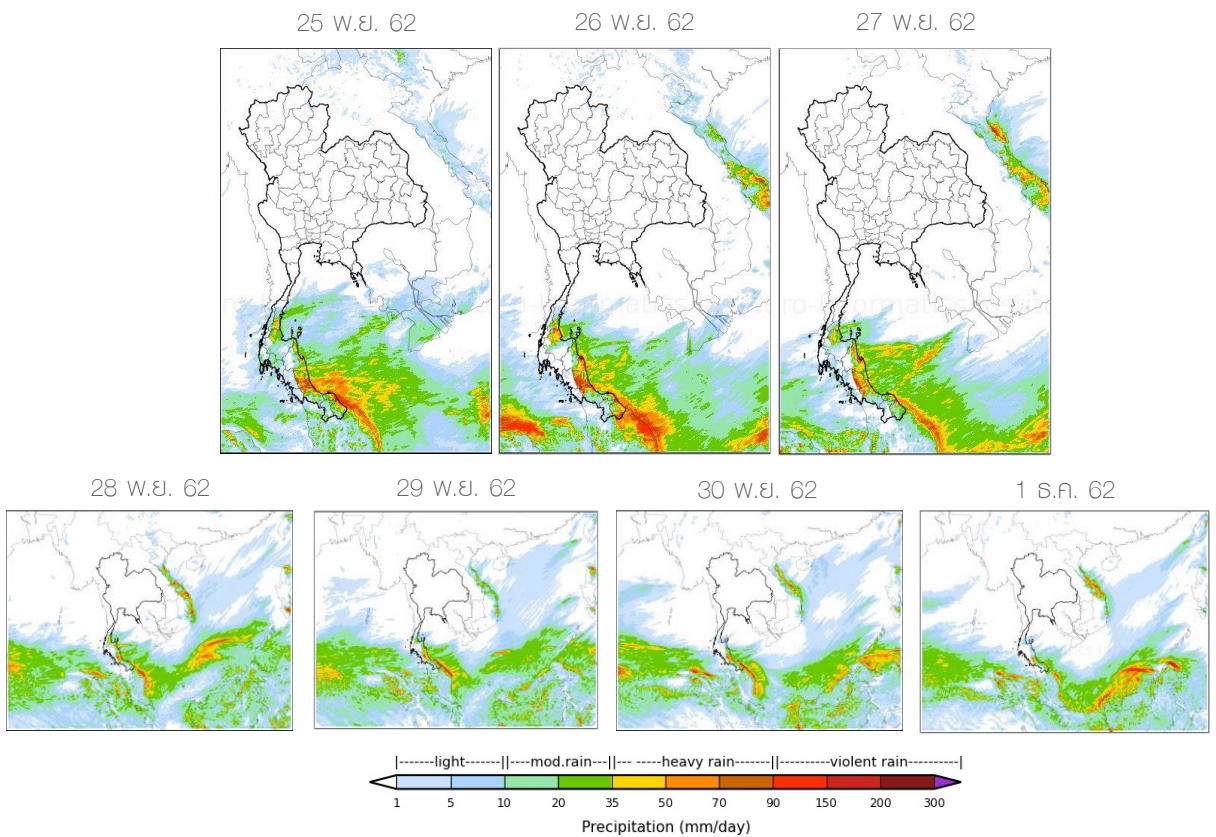 25 พ.ย. 62
26 พ.ย. 62
27 พ.ย. 62
28 พ.ย. 62
29 พ.ย. 62
30 พ.ย. 62
1 ธ.ค. 62
|-------light-------||---mod.rain--||--- -----heavy rain---------||-----------violent rain-----------|
1 5 10 20 35 50 70 90 150 200 300
Precipitation (mm/day)